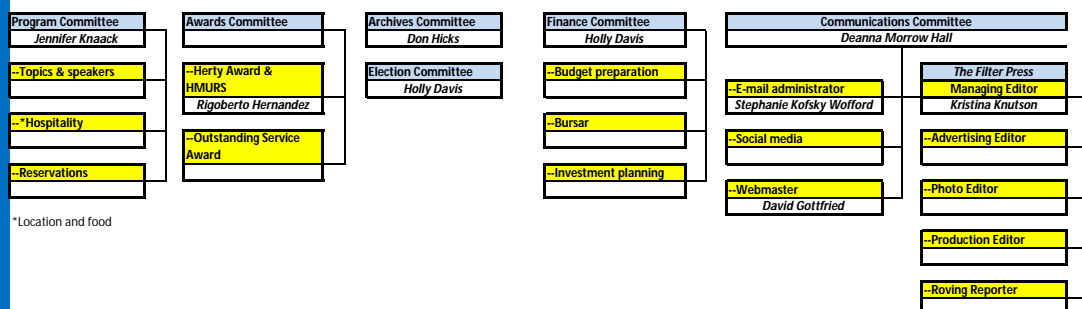 Program Committee
Jennifer Knaack
--Topics & speakers
--*Hospitality
--Reservations
*Location and food
Awards Committee
--Herty Award &
HMURS
Rigoberto Hernandez
--Outstanding Service
Award
Archives Committee
Don Hicks
Election Committee
Holly Davis
Finance Committee
Holly Davis
--Budget preparation
--Bursar
--Investment planning
Communications Committee
Deanna Morrow Hall
--E-mail administrator
Stephanie Kofsky Wofford
--Social media
--Webmaster
David Gottfried
The Filter Press
Managing Editor
Kristina Knutson
--Advertising Editor
--Photo Editor
--Production Editor
--Roving Reporter